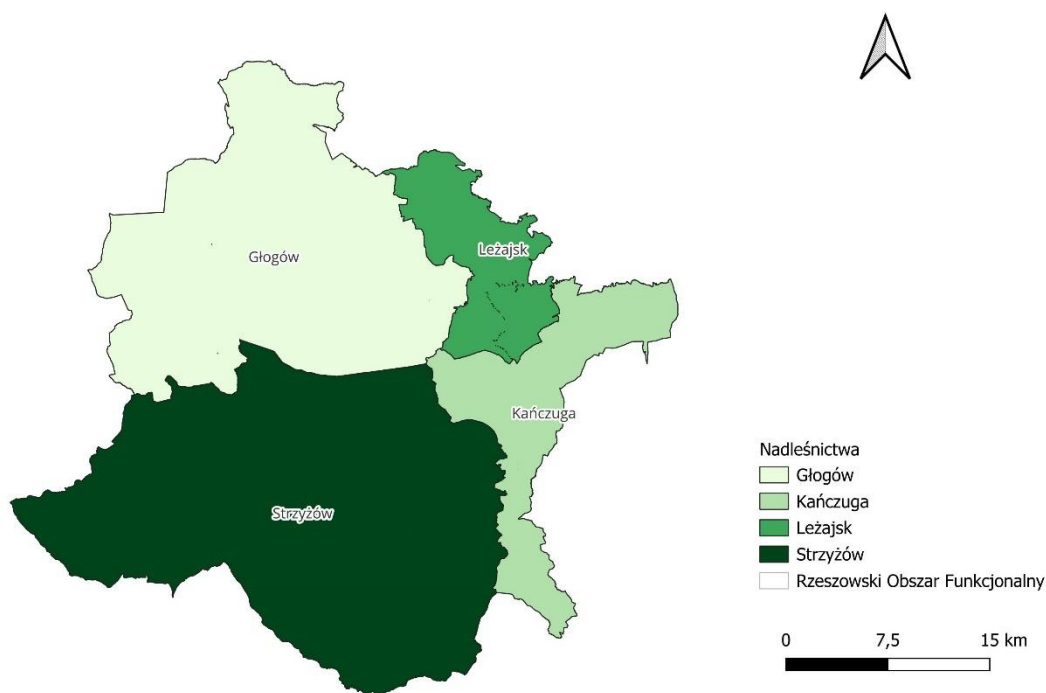 Głogów
Leżajsk
Kańczuga
Strzyżów
Nadleśnictwa
Głogów
Kańczuga
Leżajsk
Strzyżów
Rzeszowski Obszar Funkcjonalny
0 7,5 15 km